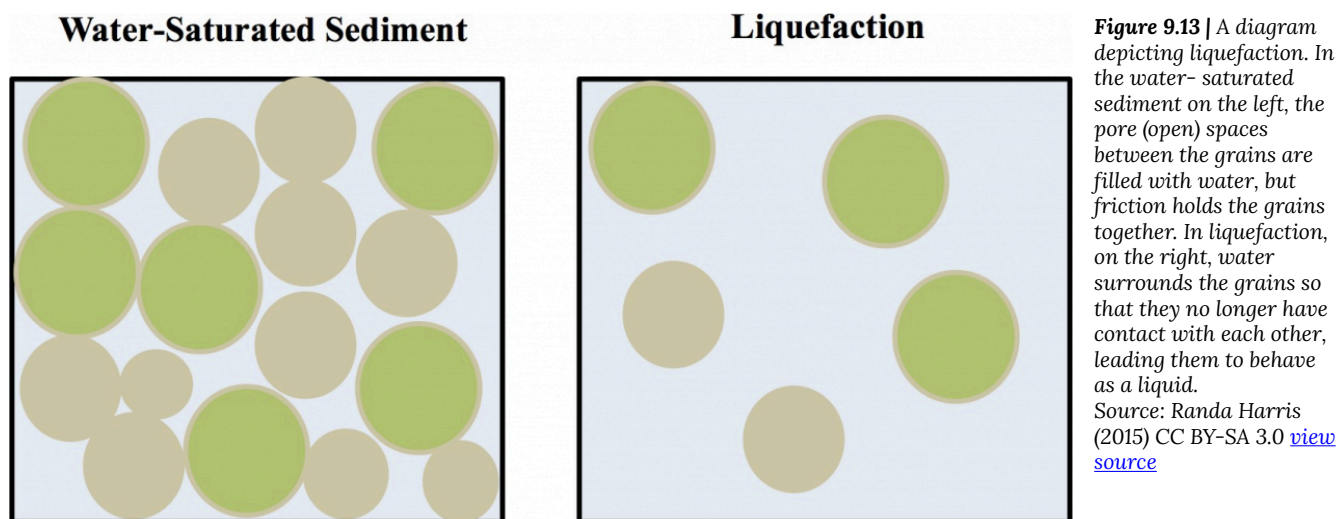 Water-Saturated Sediment
Liquefaction
Figure 9.13 | A diagram
depicting liquefaction. In
the water- saturated
sediment on the left, the
pore (open) spaces
between the grains are
filled with water, but
friction holds the grains
together. In liquefaction,
on the right, water
surrounds the grains so
that they no longer have
contact with each other,
leading them to behave
as a liquid.
Source: Randa Harris
(2015) CC BY-SA 3.0 view
source